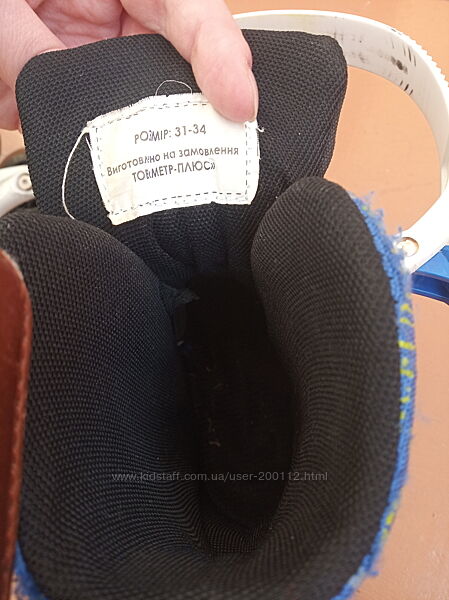 РОЗМІР: 31-34
Виготовлено на замовлення
ТОВ «МЕТР-ПЛЮС»
www.kidstaff.com.ua/user-200112.html